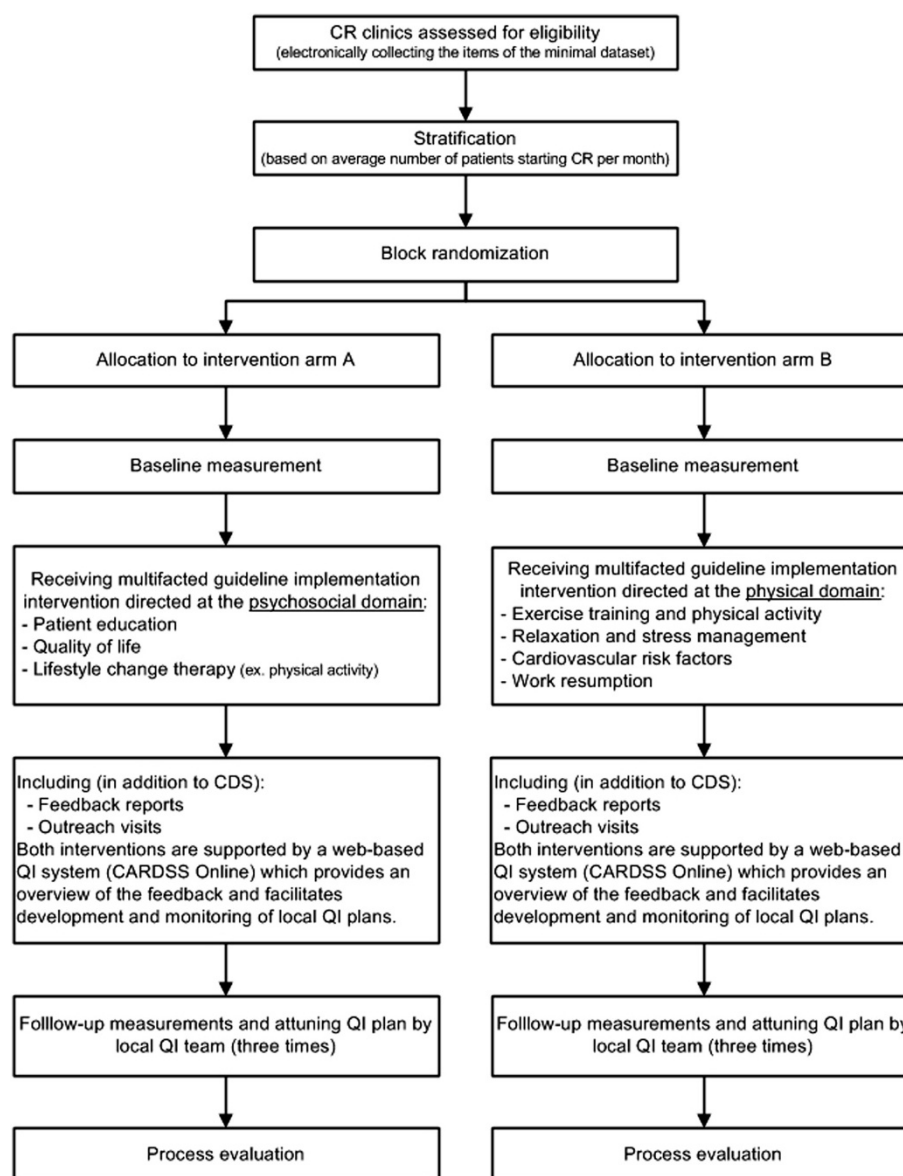 CR clinics assessed for eligibility
(electronically collecting the items of the minimal dataset)
Stratification
(based on average number of patients starting CR per month)
Block randomization
Allocation to intervention arm A
Baseline measurement
Receiving multifacted guideline implementation
intervention directed at the psychosocial domain:
- Patient education
- Quality of life
- Lifestyle change therapy (ex. physical activity)
Including (in addition to CDS):
- Feedback reports
- Outreach visits
Both interventions are supported by a web-based
QI system (CARDSS Online) which provides an
overview of the feedback and facilitates
development and monitoring of local QI plans.
Folllow-up measurements and attuning QI plan by
local QI team (three times)
Process evaluation
Allocation to intervention arm B
Baseline measurement
Receiving multifacted guideline implementation
intervention directed at the physical domain:
- Exercise training and physical activity
- Relaxation and stress management
- Cardiovascular risk factors
- Work resumption
Including (in addition to CDS):
- Feedback reports
- Outreach visits
Both interventions are supported by a web-based
QI system (CARDSS Online) which provides an
overview of the feedback and facilitates
development and monitoring of local QI plans.
Folllow-up measurements and attuning QI plan by
local QI team (three times)
Process evaluation